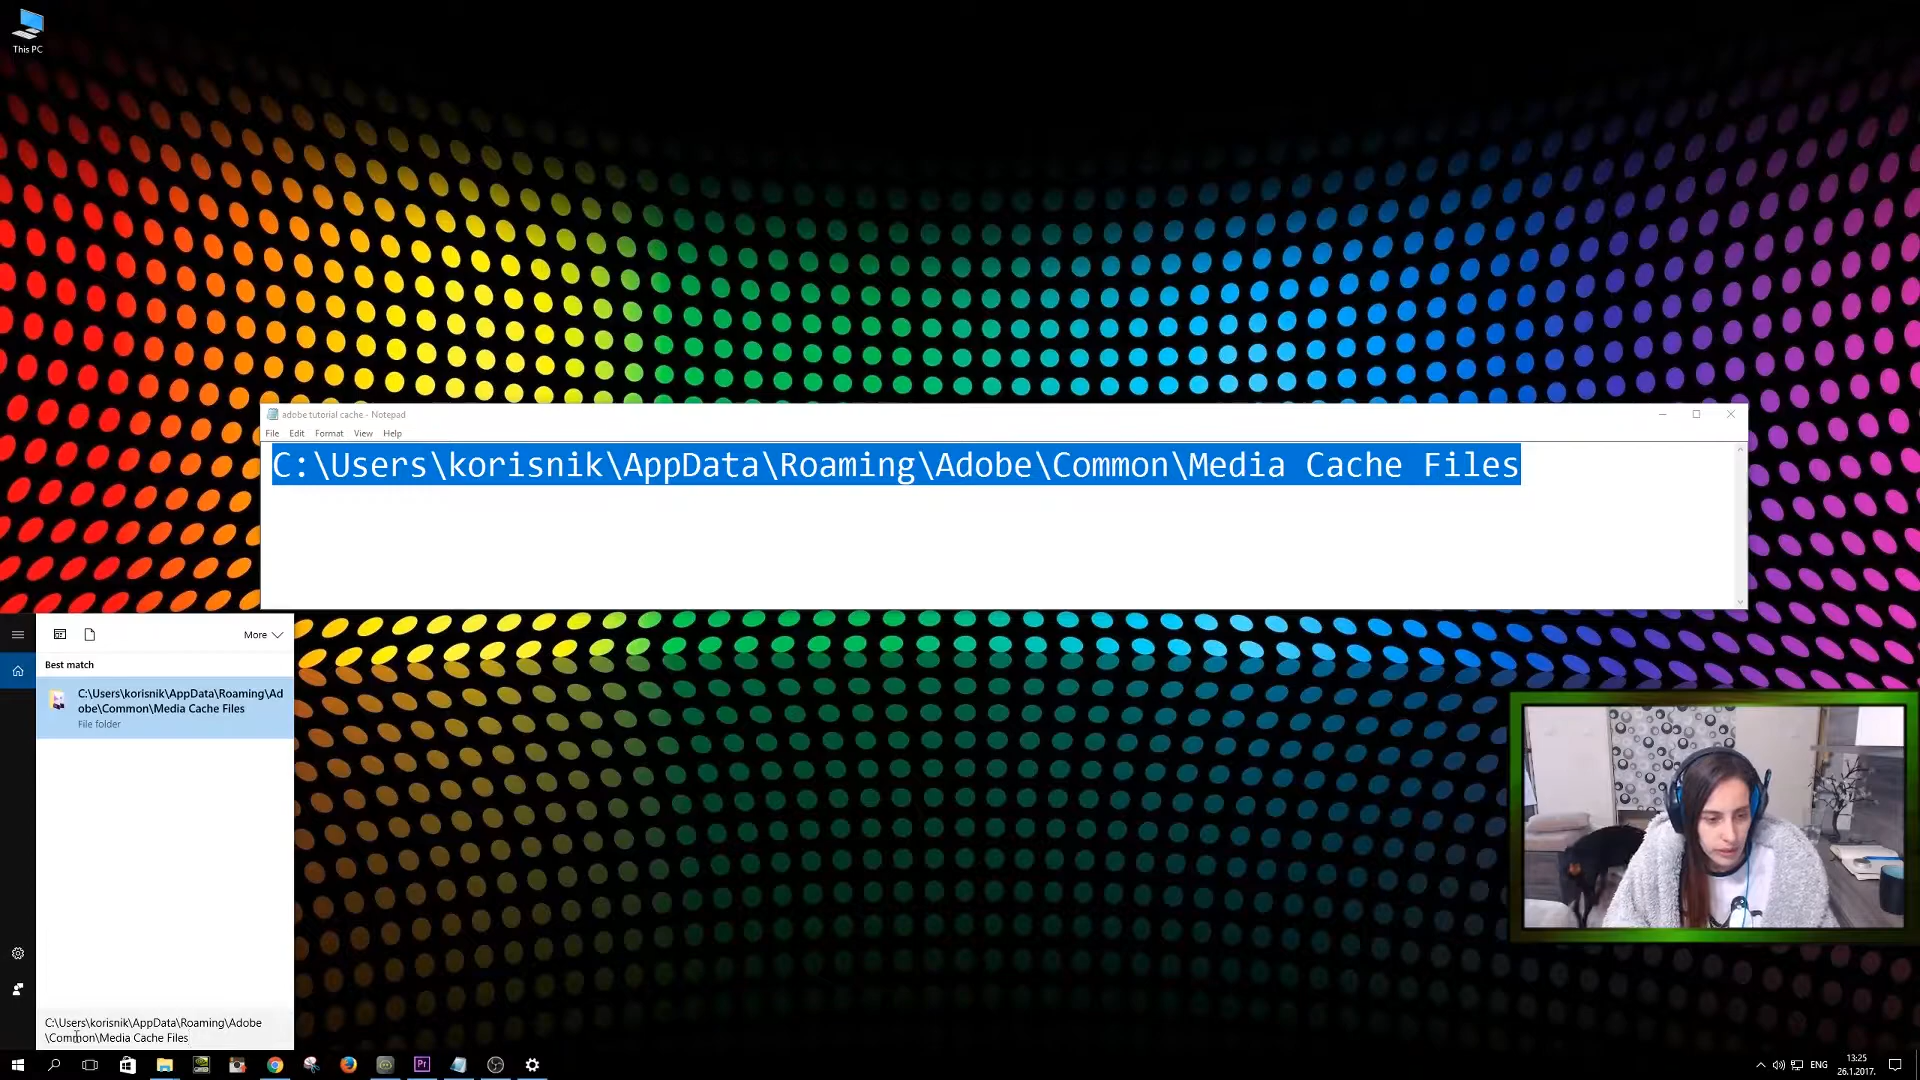 This PC
adobe tutorial cache - Notepad
File Edit Format View Help
C:\Users\korisnik\AppData\Roaming\Adobe\Common\Media Cache Files
More
Best match
C:\Users\korisnik\AppData\Roaming\Ad
obe\Common\Media Cache Files
File folder
C:\Users\korisnik\AppData\Roaming\Adobe
\Common\Media Cache Files
Pr
ENG
13:25
26.1.2017.